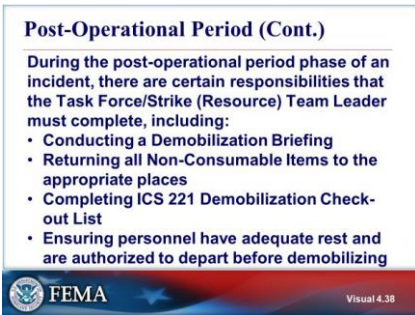 Post-Operational Period (Cont.)
During the post-operational period phase of an
incident, there are certain responsibilities that
the Task Force/Strike (Resource) Team Leader
must complete, including:
• Conducting a Demobilization Briefing
• Returning all Non-Consumable Items to the
appropriate places
• Completing ICS 221 Demobilization Check-
out List
• Ensuring personnel have adequate rest and
are authorized to depart before demobilizing
FEMA
Visual 4.38